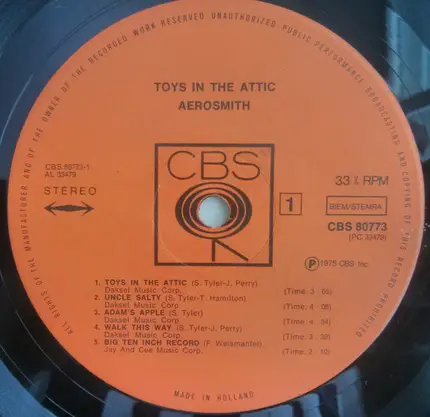 ALL RIGHTS OF THE MANUFACTURER AND OF THE OWNER OF THE RECORDED WORK RESERVED UNAUTHORIZED PUBLIC PERFORMANCE BROADCASTING AND COPYING OF THIS RECORD PROHIBITED
TOYS IN THE ATTIC
AEROSMITH
CBS 80773-1
AL 33479
STEREO
CBS
1
33⅓ RPM
BIEM/STEMRA
CBS 80773
[PC 33479]
Ⓟ 1975 CBS Inc.
1. TOYS IN THE ATTIC (S. Tyler-J. Perry)
Daksel Music Corp. (Time: 3 05)
2. UNCLE SALTY (S. Tyler-T. Hamilton)
Daksel Music Corp. (Time: 4 08)
3. ADAM'S APPLE (S. Tyler)
Daksel Music Corp (Time: 4 34)
4. WALK THIS WAY (S. Tyler-J. Perry)
Daksel Music Corp. (Time: 3 39)
5. BIG TEN INCH RECORD (F. Weismantel)
Jay And Cee Music Corp. (Time: 2 10)
MADE IN HOLLAND